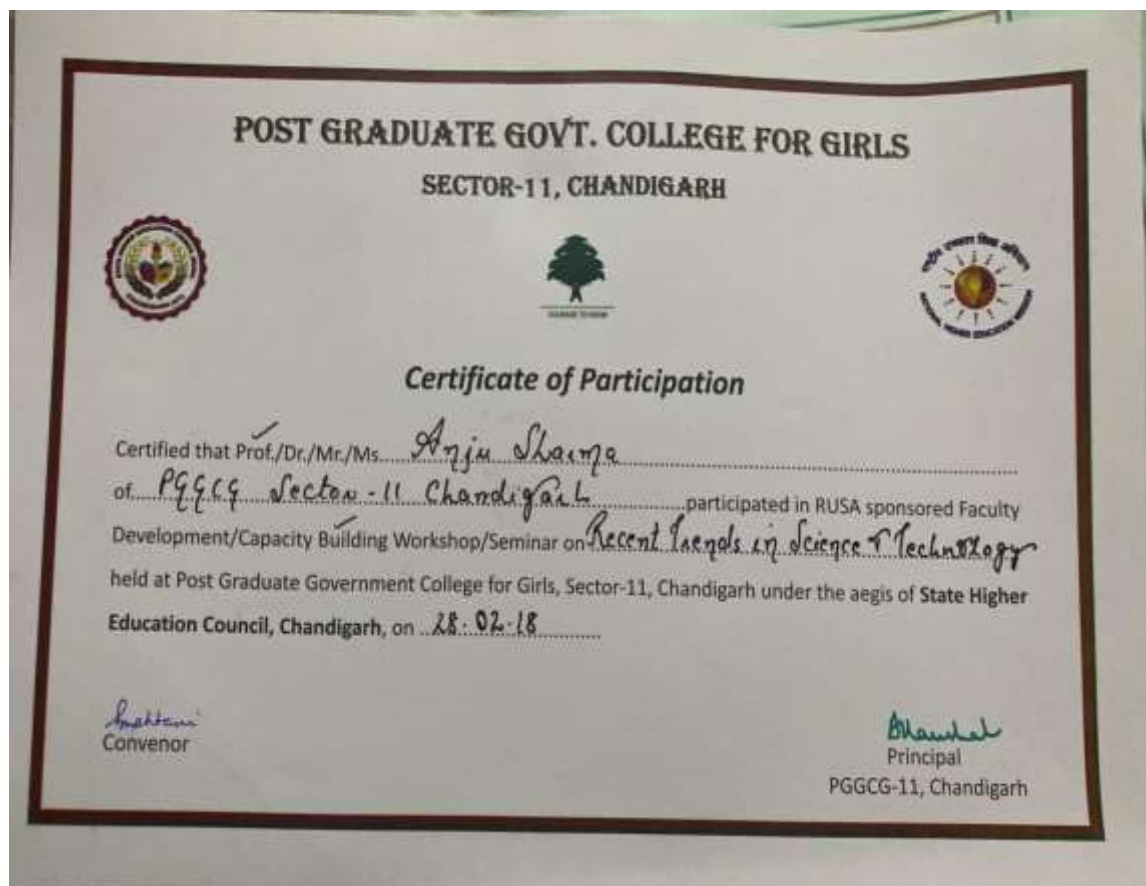 POST GRADUATE GOVT. COLLEGE FOR GIRLS
SECTOR-11, CHANDIGARH
Certificate of Participation
Certified that Prof./Dr./Mr./Ms. Anju Sharma
of PGGCG Sector-11 Chandigarh participated in RUSA sponsored Faculty
Development/Capacity Building Workshop/Seminar on Recent Trends in Science & Technology
held at Post Graduate Government College for Girls, Sector-11, Chandigarh under the aegis of State Higher
Education Council, Chandigarh, on 28.02.18
Convenor
Principal
PGGCG-11, Chandigarh